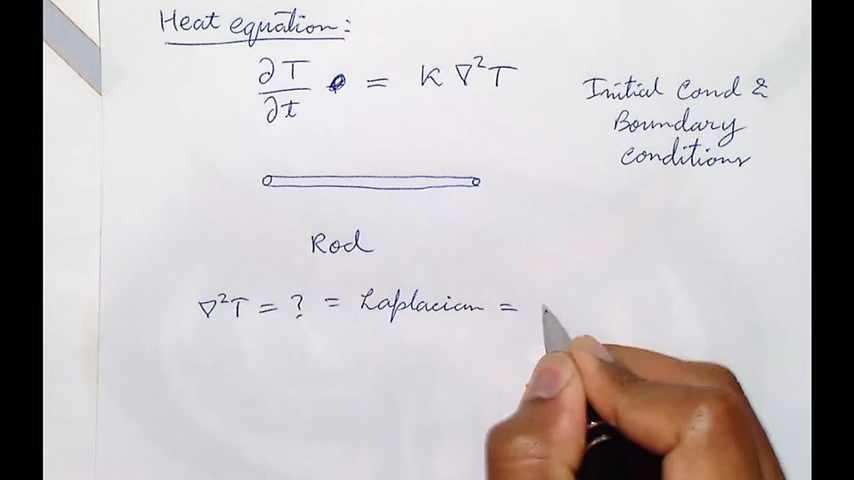 Heat equation:
∂T/∂t = K ∇²T
Initial Cond &
Boundary
conditions
Rod
∇²T = ? = Laplacian =